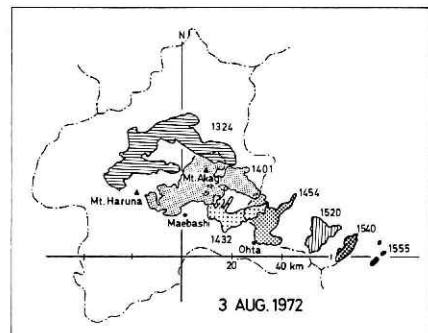 N
1324
Mt. Akagi
1401
Mt. Haruna
1454
Maebashi
1520
1432
1540
Ohta
1555
20
40 km
3 AUG. 1972